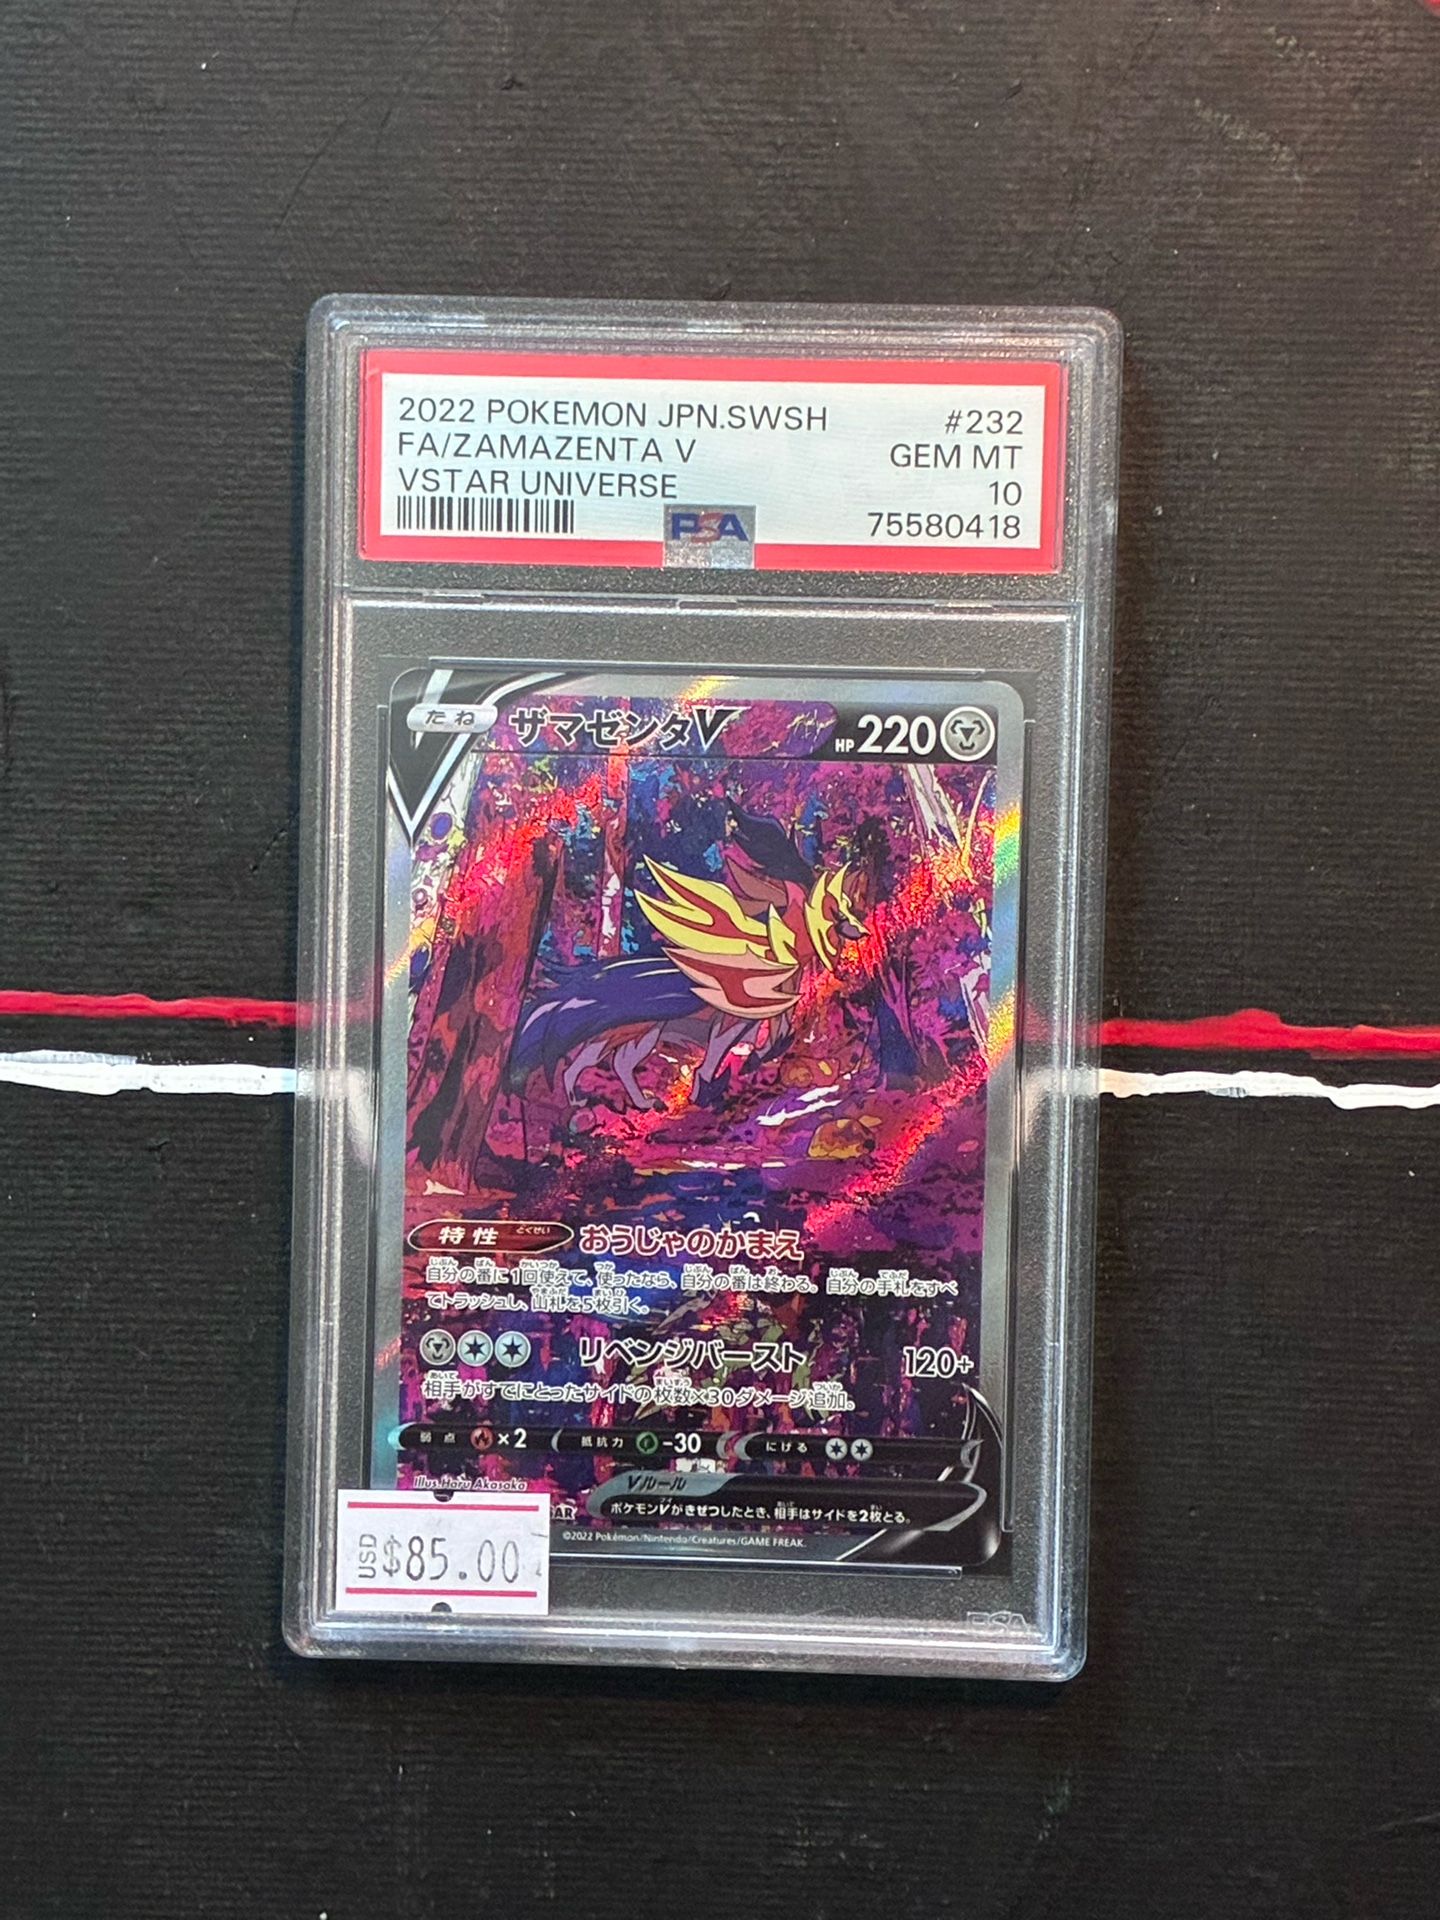 2022 POKEMON JPN.SWSH #232
FA/ZAMAZENTA V GEM MT
VSTAR UNIVERSE 10
PSA 75580418
たね ザマゼンタV HP 220
特性 とくせい おうじゃのかまえ
自分の番に1回使えて、使ったなら、自分の番は終わる。自分の手札をすべ
てトラッシュし、山札を5枚引く。
リベンジバースト 120+
相手がすでにとったサイドの枚数×30ダメージ追加。
弱点 ×2 抵抗力 -30 にげる
Illus. Haru Akasaka
Vルール
ポケモンVがきぜつしたとき、相手はサイドを2枚とる。
©2022 Pokémon/Nintendo/Creatures/GAME FREAK.
USD $85.00
PSA